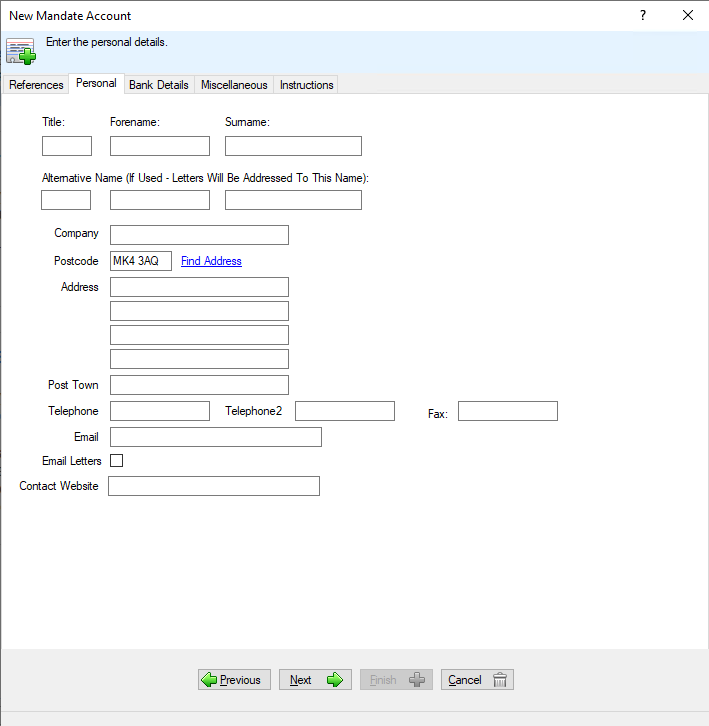 New Mandate Account
?
Enter the personal details.
References Personal Bank Details Miscellaneous Instructions
Title: Forename: Surname:
Alternative Name (If Used - Letters Will Be Addressed To This Name):
Company
Postcode MK4 3AQ Find Address
Address
Post Town
Telephone Telephone2 Fax:
Email
Email Letters
Contact Website
Previous Next Finish Cancel